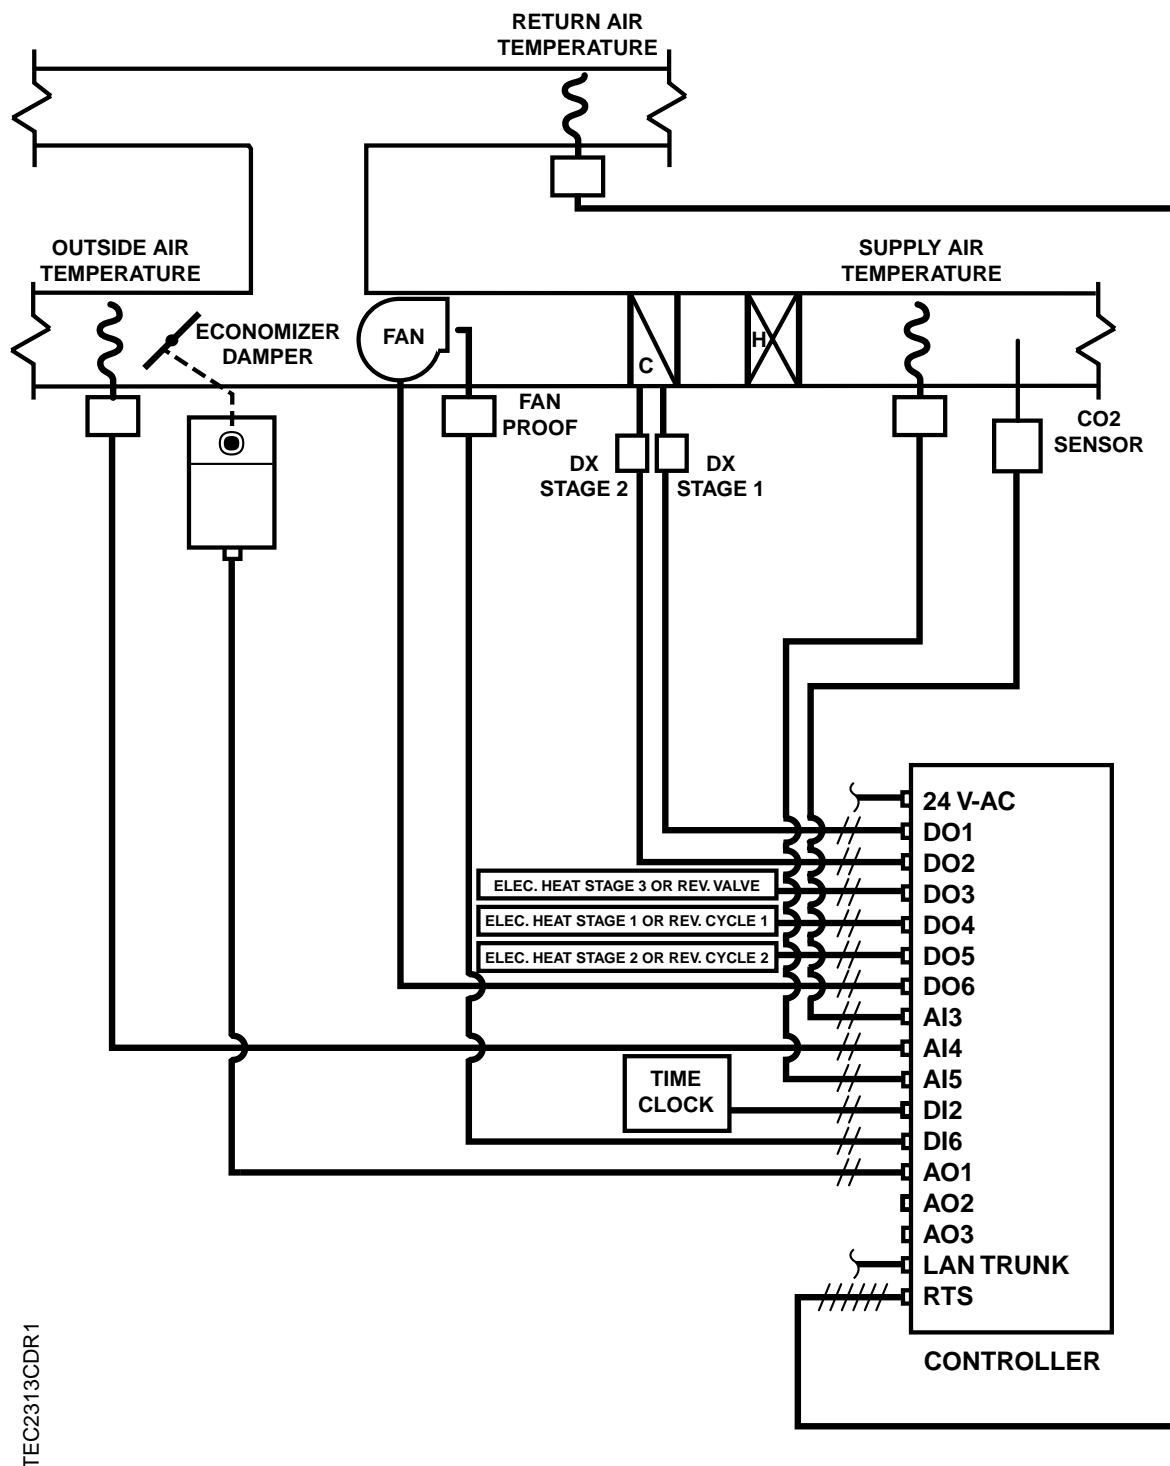 RETURN AIR
TEMPERATURE
OUTSIDE AIR
TEMPERATURE
SUPPLY AIR
TEMPERATURE
ECONOMIZER
DAMPER
FAN
C
H
FAN
PROOF
CO2
SENSOR
DX
STAGE 2
DX
STAGE 1
24 V-AC
DO1
DO2
ELEC. HEAT STAGE 3 OR REV. VALVE
DO3
ELEC. HEAT STAGE 1 OR REV. CYCLE 1
DO4
ELEC. HEAT STAGE 2 OR REV. CYCLE 2
DO5
DO6
AI3
AI4
AI5
TIME
CLOCK
DI2
DI6
AO1
AO2
AO3
LAN TRUNK
RTS
CONTROLLER
TEC2313CDR1